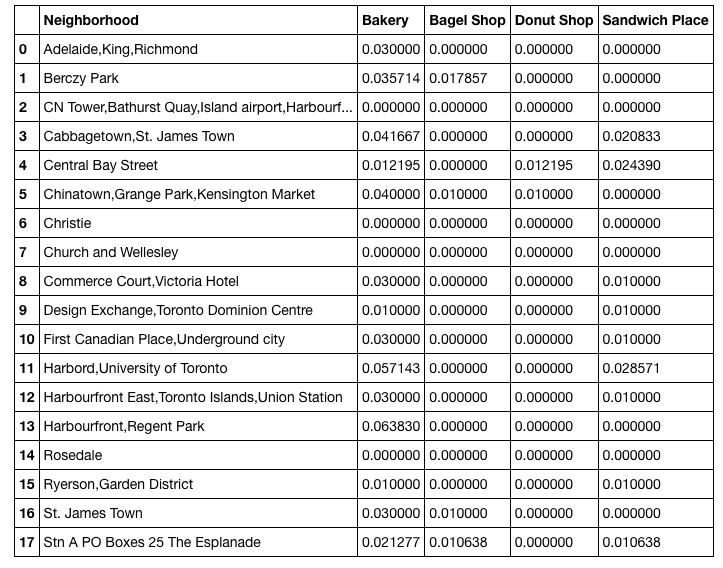 Neighborhood Bakery Bagel Shop Donut Shop Sandwich Place
0 Adelaide,King,Richmond 0.030000 0.000000 0.000000 0.000000
1 Berczy Park 0.035714 0.017857 0.000000 0.000000
2 CN Tower,Bathurst Quay,Island airport,Harbourf... 0.000000 0.000000 0.000000 0.000000
3 Cabbagetown,St. James Town 0.041667 0.000000 0.000000 0.020833
4 Central Bay Street 0.012195 0.000000 0.012195 0.024390
5 Chinatown,Grange Park,Kensington Market 0.040000 0.010000 0.010000 0.000000
6 Christie 0.000000 0.000000 0.000000 0.000000
7 Church and Wellesley 0.000000 0.000000 0.000000 0.000000
8 Commerce Court,Victoria Hotel 0.030000 0.000000 0.000000 0.010000
9 Design Exchange,Toronto Dominion Centre 0.010000 0.000000 0.000000 0.010000
10 First Canadian Place,Underground city 0.030000 0.000000 0.000000 0.010000
11 Harbord,University of Toronto 0.057143 0.000000 0.000000 0.028571
12 Harbourfront East,Toronto Islands,Union Station 0.030000 0.000000 0.000000 0.010000
13 Harbourfront,Regent Park 0.063830 0.000000 0.000000 0.000000
14 Rosedale 0.000000 0.000000 0.000000 0.000000
15 Ryerson,Garden District 0.010000 0.000000 0.000000 0.010000
16 St. James Town 0.030000 0.010000 0.000000 0.000000
17 Stn A PO Boxes 25 The Esplanade 0.021277 0.010638 0.000000 0.010638